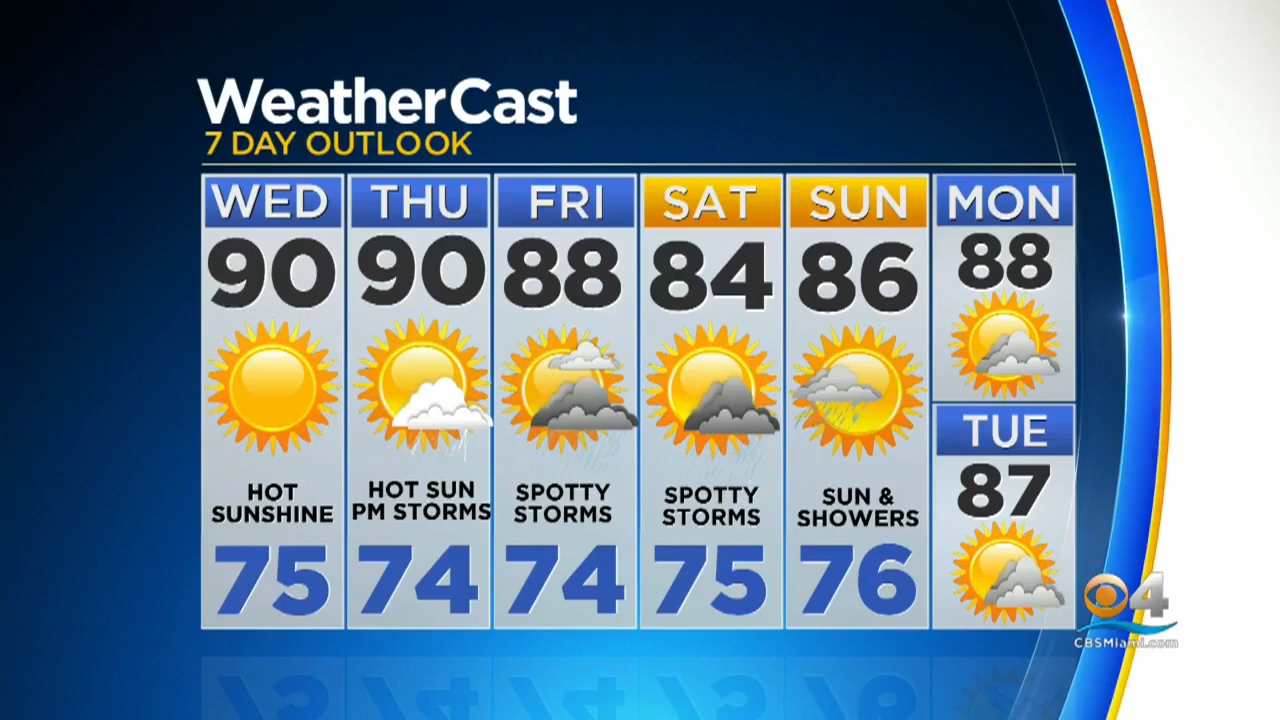 WeatherCast
7 DAY OUTLOOK
WED
90
HOT
SUNSHINE
75
THU
90
HOT SUN
PM STORMS
74
FRI
88
SPOTTY
STORMS
74
SAT
84
SPOTTY
STORMS
75
SUN
86
SUN &
SHOWERS
76
MON
88
TUE
87
4
CBSMiami.com